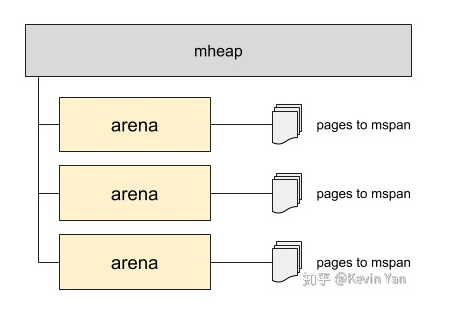 mheap
arena
pages to mspan
arena
pages to mspan
arena
pages to mspan
知乎 @Kevin Yan